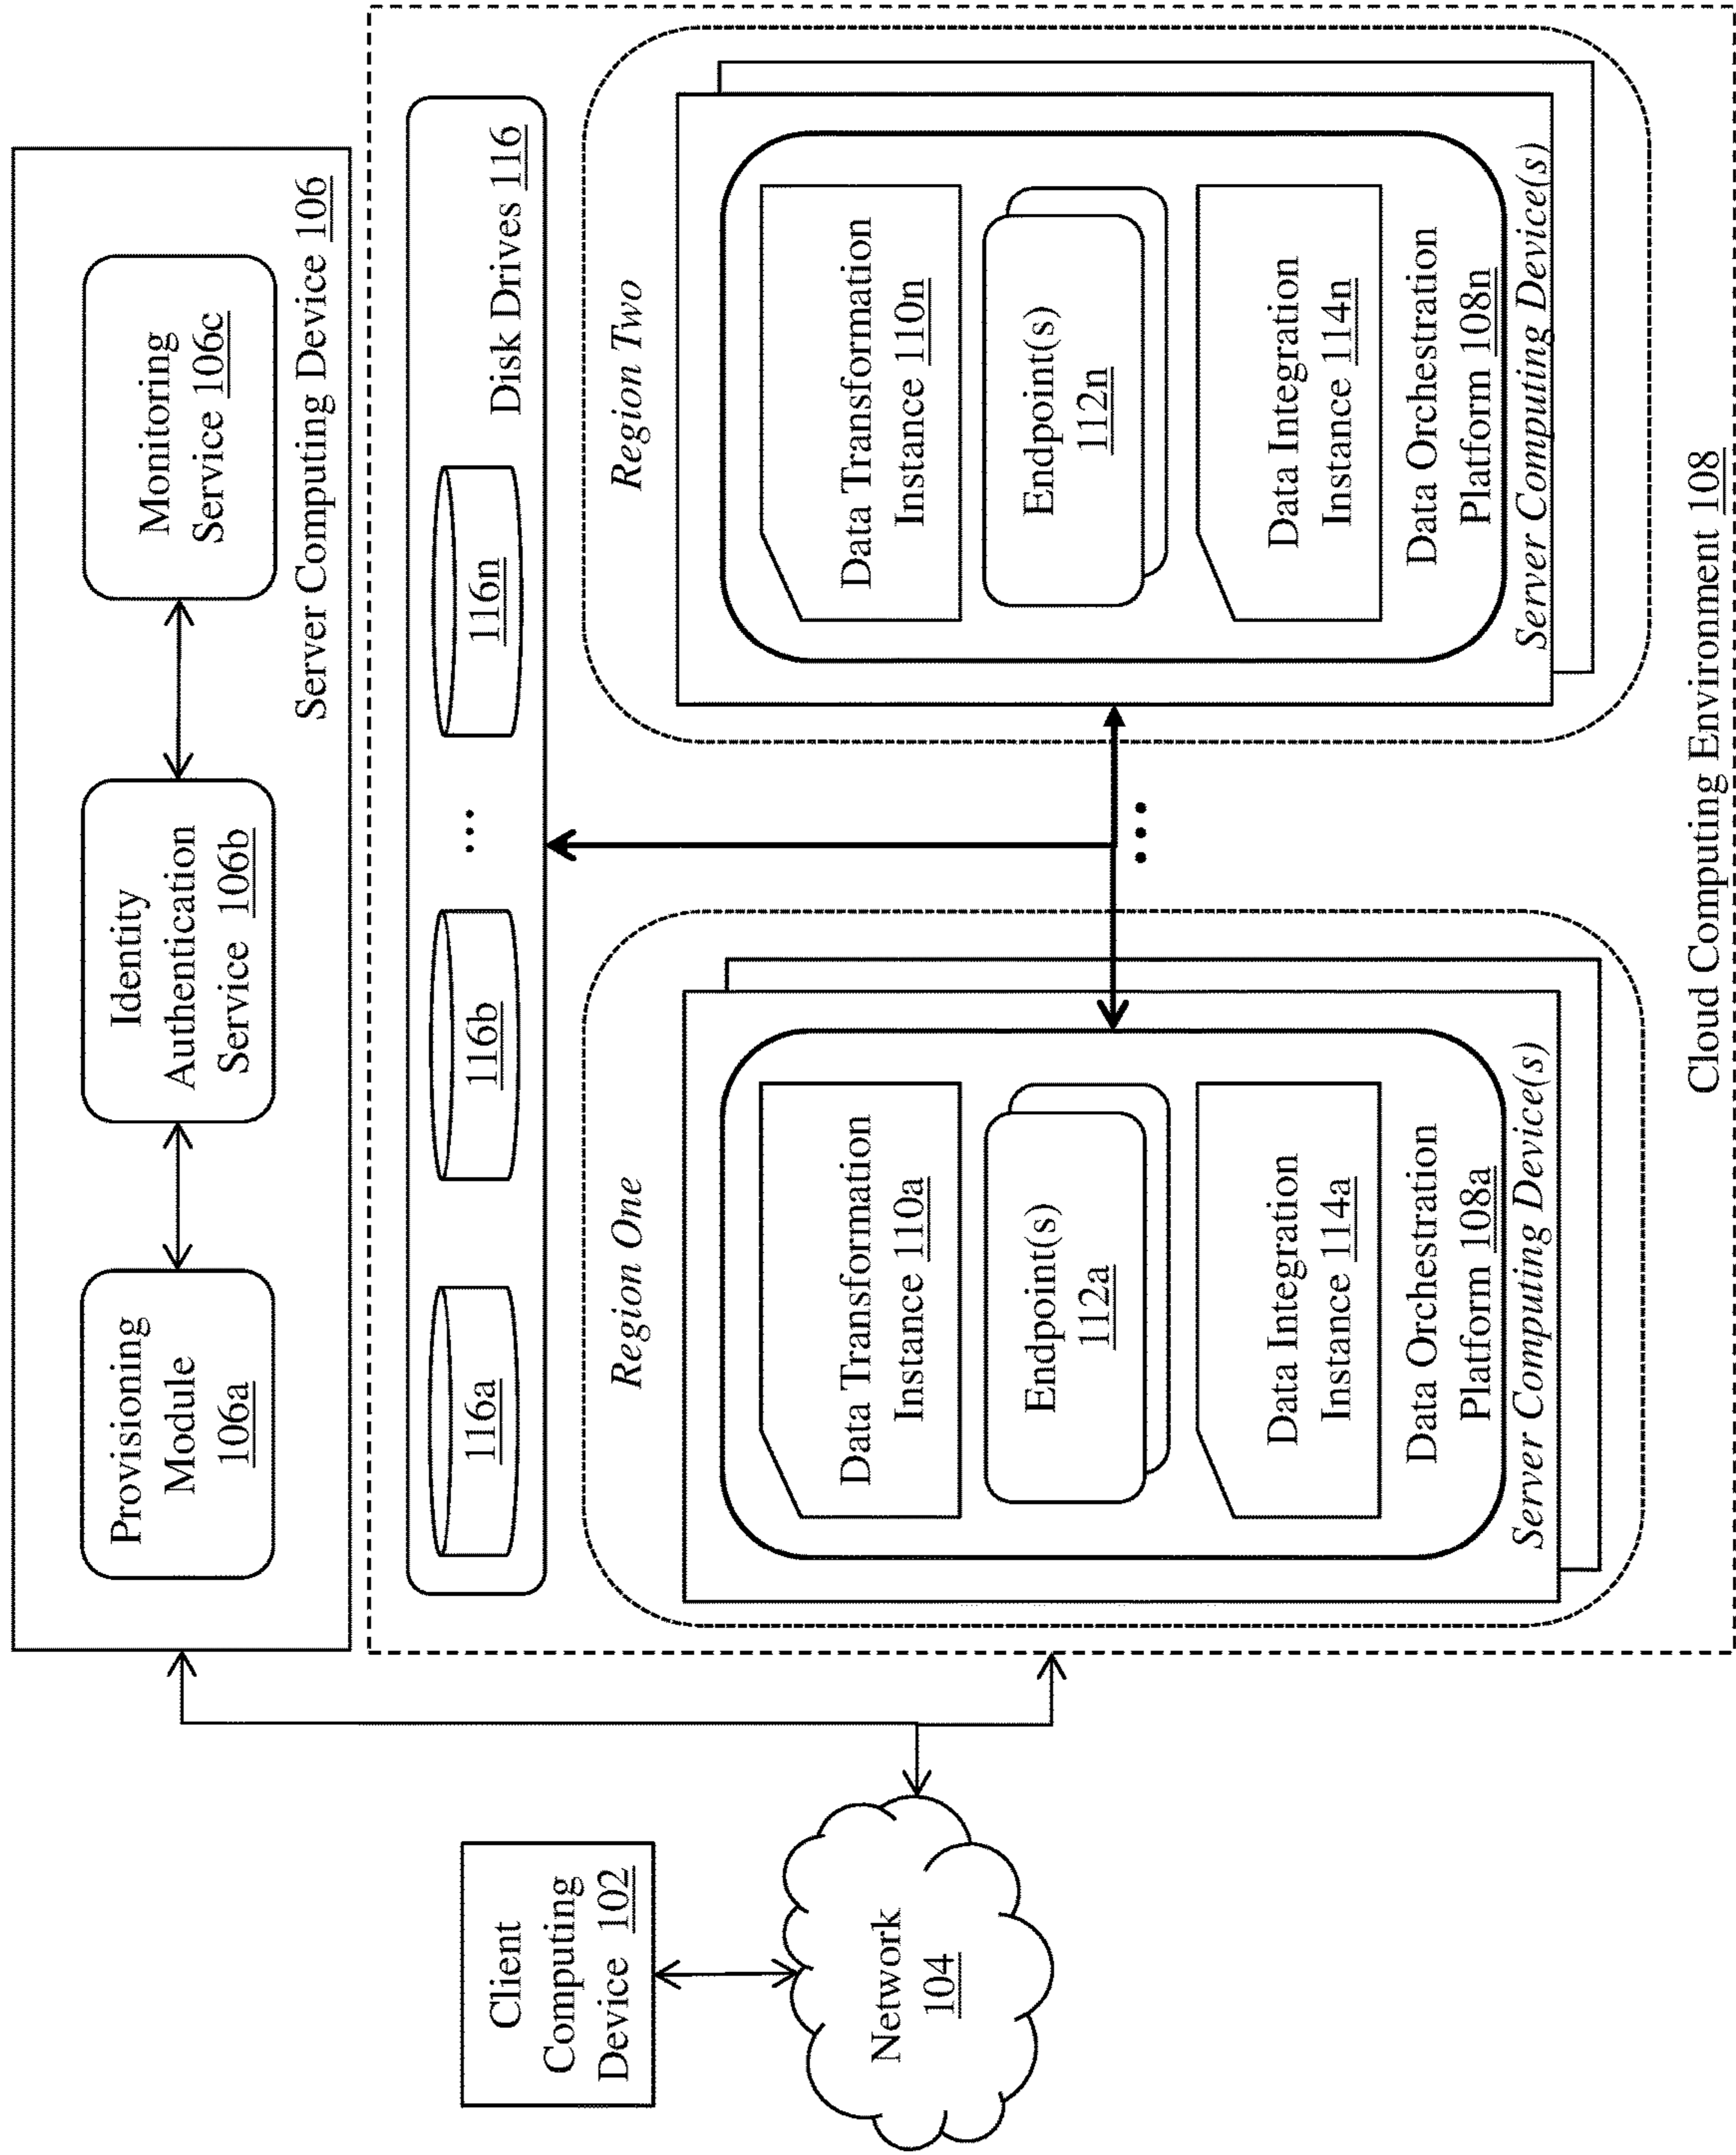 Client
Computing
Device 102
Network
104
Provisioning
Module
106a
Identity
Authentication
Service 106b
Monitoring
Service 106c
Server Computing Device 106
116a
116b
...
116n
Disk Drives 116
Region One
Data Transformation
Instance 110a
Endpoint(s)
112a
Data Integration
Instance 114a
Data Orchestration
Platform 108a
Server Computing Device(s)
...
Region Two
Data Transformation
Instance 110n
Endpoint(s)
112n
Data Integration
Instance 114n
Data Orchestration
Platform 108n
Server Computing Device(s)
Cloud Computing Environment 108